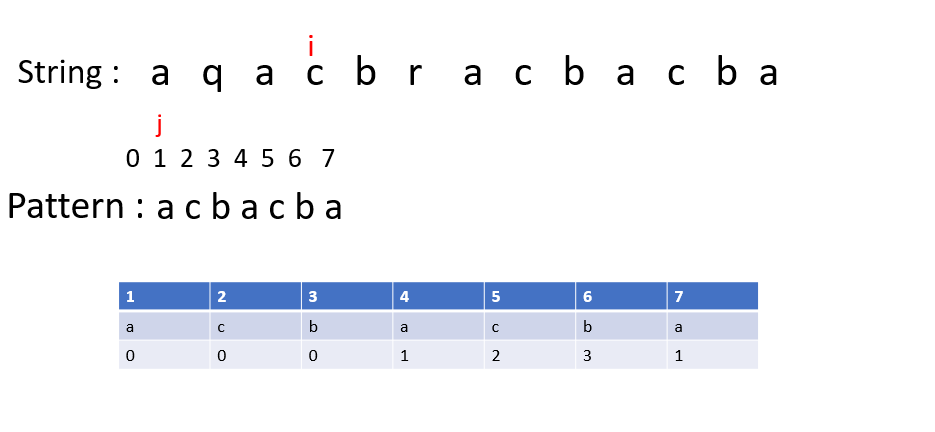 i
String : a q a c b r a c b a c b a
j
0 1 2 3 4 5 6 7
Pattern : a c b a c b a
1 2 3 4 5 6 7
a c b a c b a
0 0 0 1 2 3 1